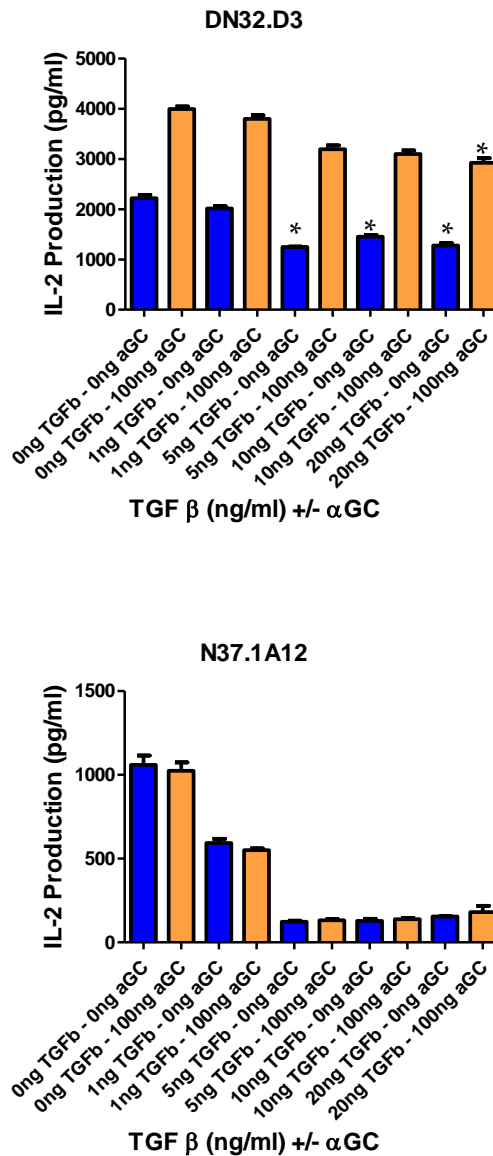 DN32.D3
IL-2 Production (pg/ml)
5000
4000
3000
2000
1000
0
*
*
*
*
0ng TGFb - 0ng aGC
0ng TGFb - 100ng aGC
1ng TGFb - 0ng aGC
1ng TGFb - 100ng aGC
5ng TGFb - 0ng aGC
5ng TGFb - 100ng aGC
10ng TGFb - 0ng aGC
10ng TGFb - 100ng aGC
20ng TGFb - 0ng aGC
20ng TGFb - 100ng aGC
TGF β (ng/ml) +/- αGC
N37.1A12
IL-2 Production (pg/ml)
1500
1000
500
0
0ng TGFb - 0ng aGC
0ng TGFb - 100ng aGC
1ng TGFb - 0ng aGC
1ng TGFb - 100ng aGC
5ng TGFb - 0ng aGC
5ng TGFb - 100ng aGC
10ng TGFb - 0ng aGC
10ng TGFb - 100ng aGC
20ng TGFb - 0ng aGC
20ng TGFb - 100ng aGC
TGF β (ng/ml) +/- αGC